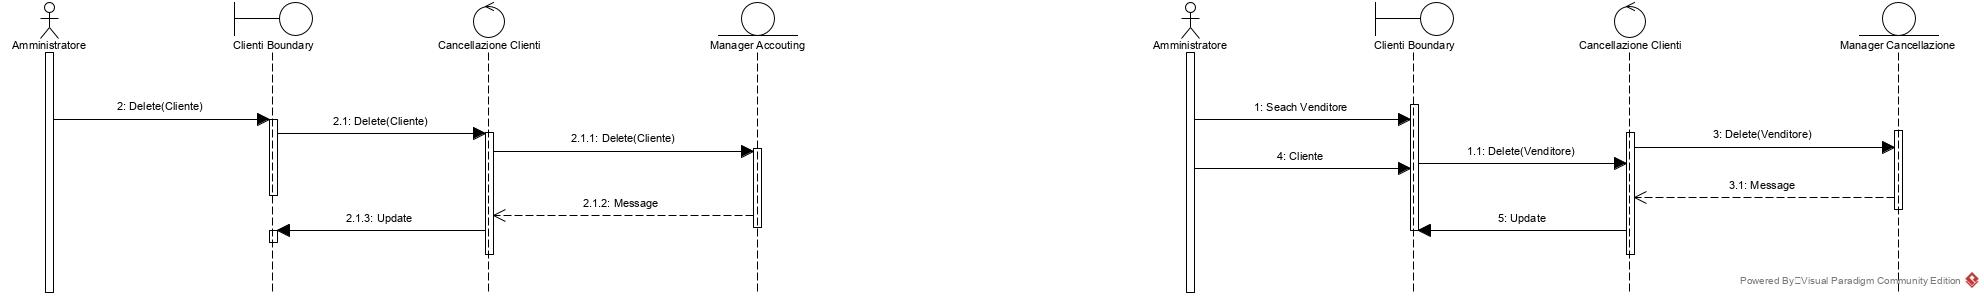 Amministratore
Clienti Boundary
Cancellazione Clienti
Manager Accouting
2: Delete(Cliente)
2.1: Delete(Cliente)
2.1.1: Delete(Cliente)
2.1.2: Message
2.1.3: Update
Amministratore
Clienti Boundary
Cancellazione Clienti
Manager Cancellazione
1: Seach Venditore
3: Delete(Venditore)
4: Cliente
1.1: Delete(Venditore)
3.1: Message
5: Update
Powered By Visual Paradigm Community Edition